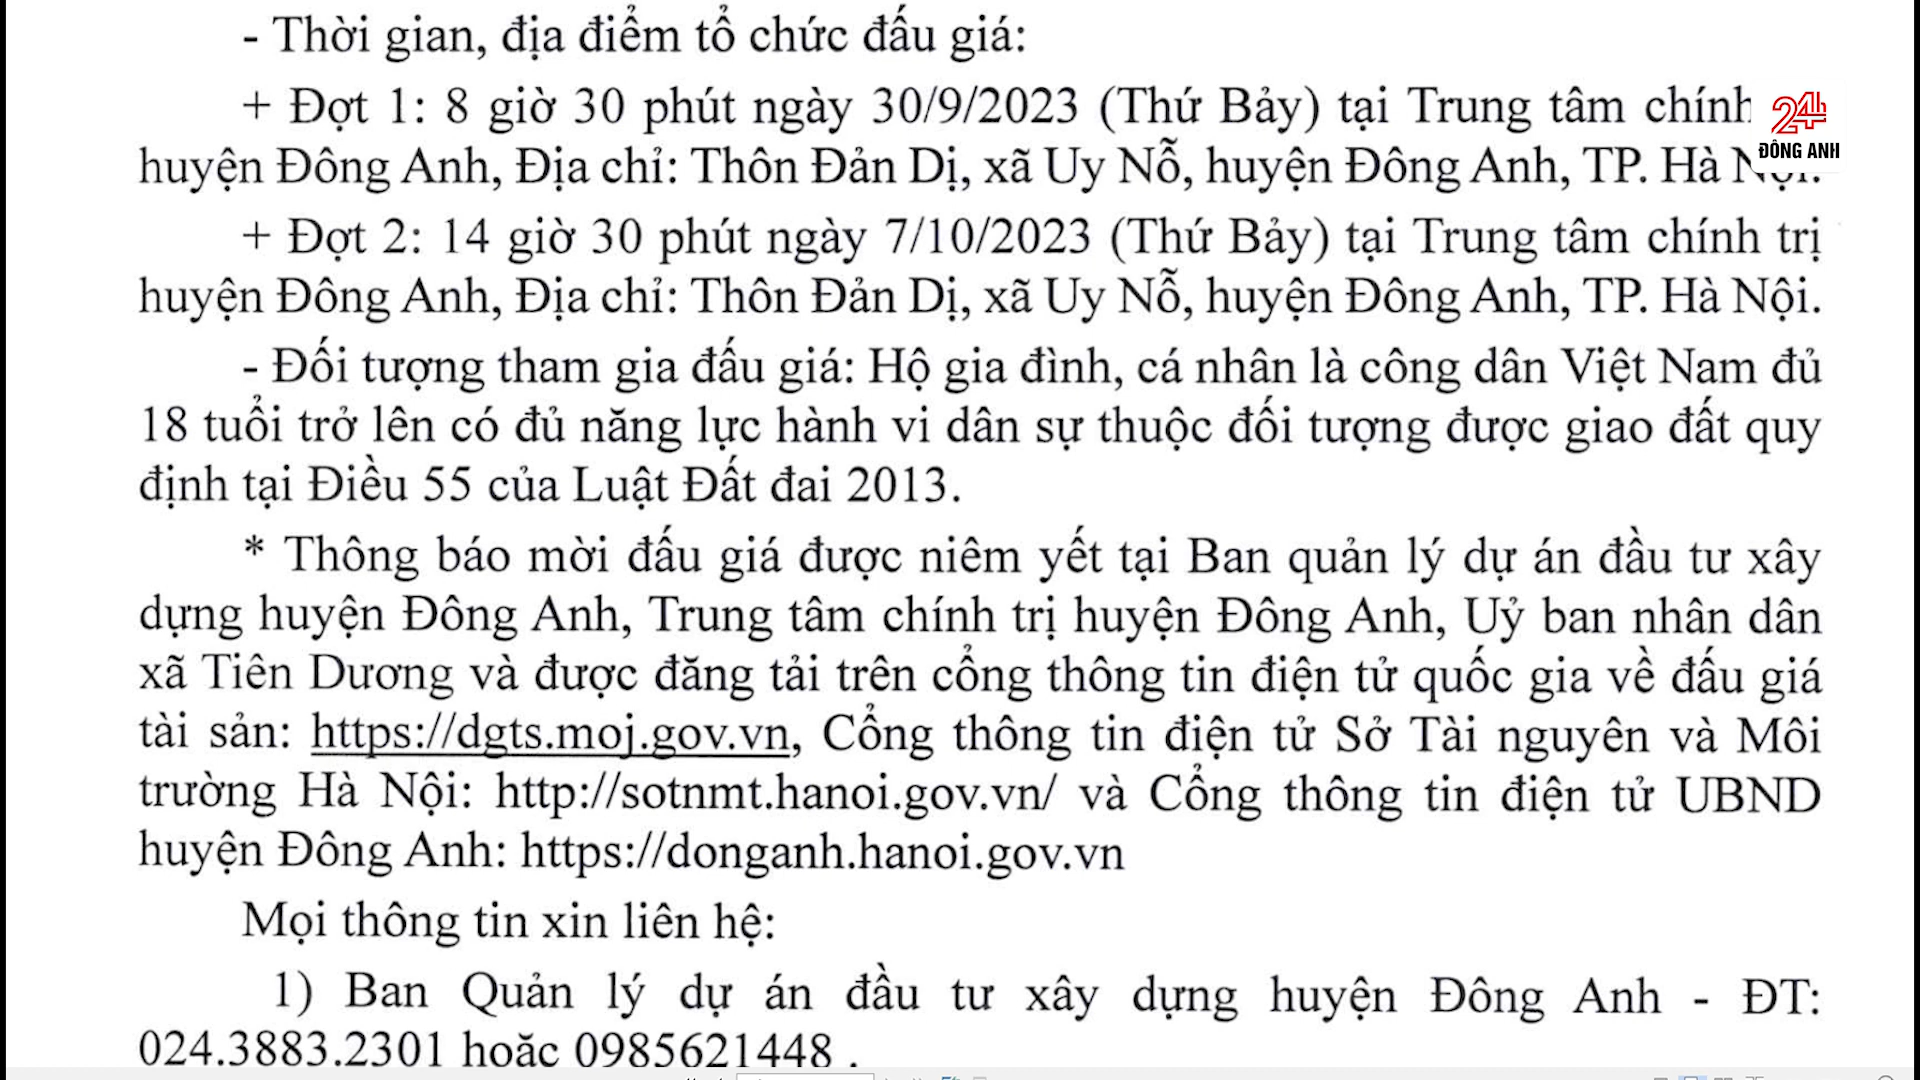 - Thời gian, địa điểm tổ chức đấu giá:
+ Đợt 1: 8 giờ 30 phút ngày 30/9/2023 (Thứ Bảy) tại Trung tâm chính
24h
ĐÔNG ANH
huyện Đông Anh, Địa chỉ: Thôn Đản Dị, xã Uy Nỗ, huyện Đông Anh, TP. Hà Nội.
+ Đợt 2: 14 giờ 30 phút ngày 7/10/2023 (Thứ Bảy) tại Trung tâm chính trị
huyện Đông Anh, Địa chỉ: Thôn Đản Dị, xã Uy Nỗ, huyện Đông Anh, TP. Hà Nội.
- Đối tượng tham gia đấu giá: Hộ gia đình, cá nhân là công dân Việt Nam đủ
18 tuổi trở lên có đủ năng lực hành vi dân sự thuộc đối tượng được giao đất quy
định tại Điều 55 của Luật Đất đai 2013.
* Thông báo mời đấu giá được niêm yết tại Ban quản lý dự án đầu tư xây
dựng huyện Đông Anh, Trung tâm chính trị huyện Đông Anh, Uỷ ban nhân dân
xã Tiên Dương và được đăng tải trên cổng thông tin điện tử quốc gia về đấu giá
tài sản: https://dgts.moj.gov.vn, Cổng thông tin điện tử Sở Tài nguyên và Môi
trường Hà Nội: http://sotnmt.hanoi.gov.vn/ và Cổng thông tin điện tử UBND
huyện Đông Anh: https://donganh.hanoi.gov.vn
Mọi thông tin xin liên hệ:
1) Ban Quản lý dự án đầu tư xây dựng huyện Đông Anh - ĐT:
024.3883.2301 hoặc 0985621448 .